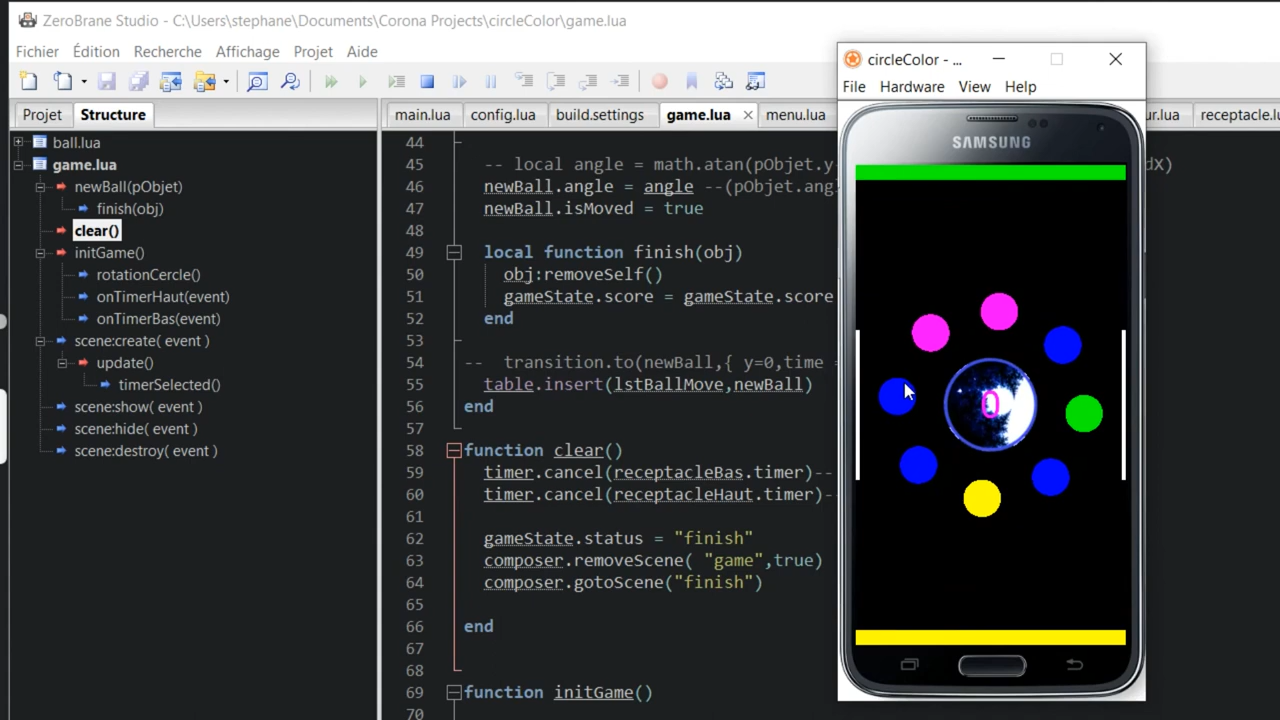 ZeroBrane Studio - C:\Users\stephane\Documents\Corona Projects\circleColor\game.lua
Fichier Édition Recherche Affichage Projet Aide
Projet Structure
ball.lua
game.lua
newBall(pObjet)
finish(obj)
clear()
initGame()
rotationCercle()
onTimerHaut(event)
onTimerBas(event)
scene:create( event )
update()
timerSelected()
scene:show( event )
scene:hide( event )
scene:destroy( event )
main.lua config.lua build.settings game.lua menu.lua ur.lua receptacle.lu
44
45 -- local angle = math.atan(pObjet.y- dX)
46 newBall.angle = angle --(pObjet.ang
47 newBall.isMoved = true
48
49 local function finish(obj)
50 obj:removeSelf()
51 gameState.score = gameState.score
52 end
53
54 -- transition.to(newBall,{ y=0,time =
55 table.insert(lstBallMove,newBall)
56 end
57
58 function clear()
59 timer.cancel(receptacleBas.timer)--
60 timer.cancel(receptacleHaut.timer)--
61
62 gameState.status = "finish"
63 composer.removeScene( "game",true)
64 composer.gotoScene("finish")
65
66 end
67
68
69 function initGame()
70
circleColor - ...
File Hardware View Help
SAMSUNG
0